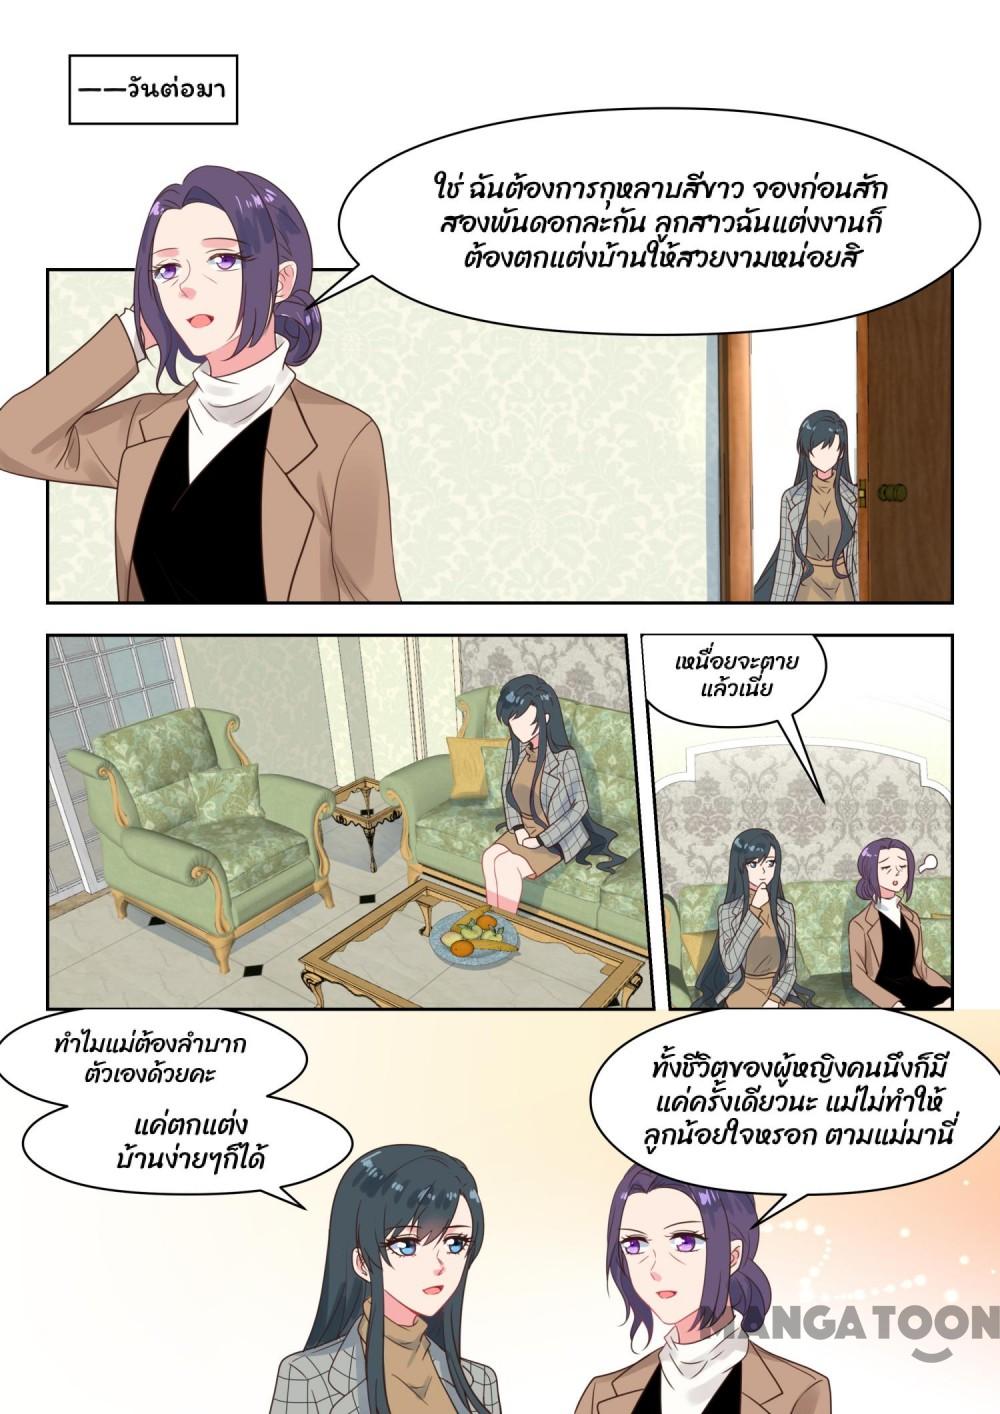 ——วันต่อมา
ใช่ ฉันต้องการกุหลาบสีขาว จองก่อนสัก
สองพันดอกละกัน ลูกสาวฉันแต่งงานก็
ต้องตกแต่งบ้านให้สวยงามหน่อยสิ
เหนื่อยจะตาย
แล้วเนี่ย
ทำไมแม่ต้องลำบาก
ตัวเองด้วยคะ
แค่ตกแต่ง
บ้านง่ายๆก็ได้
ทั้งชีวิตของผู้หญิงคนนึงก็มี
แค่ครั้งเดียวนะ แม่ไม่ทำให้
ลูกน้อยใจหรอก ตามแม่มานี่
MANGA TOON